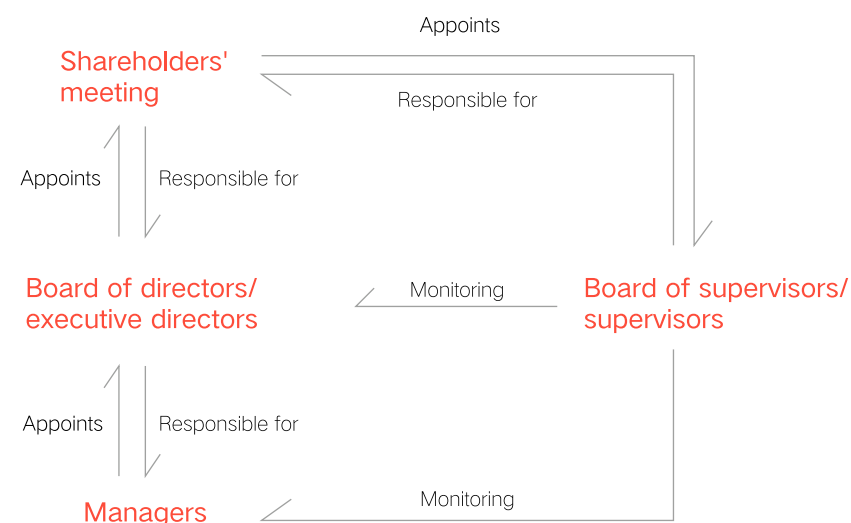 Appoints
Shareholders'
meeting
Responsible for
Appoints
Responsible for
Board of directors/
executive directors
Monitoring
Board of supervisors/
supervisors
Appoints
Responsible for
Monitoring
Managers